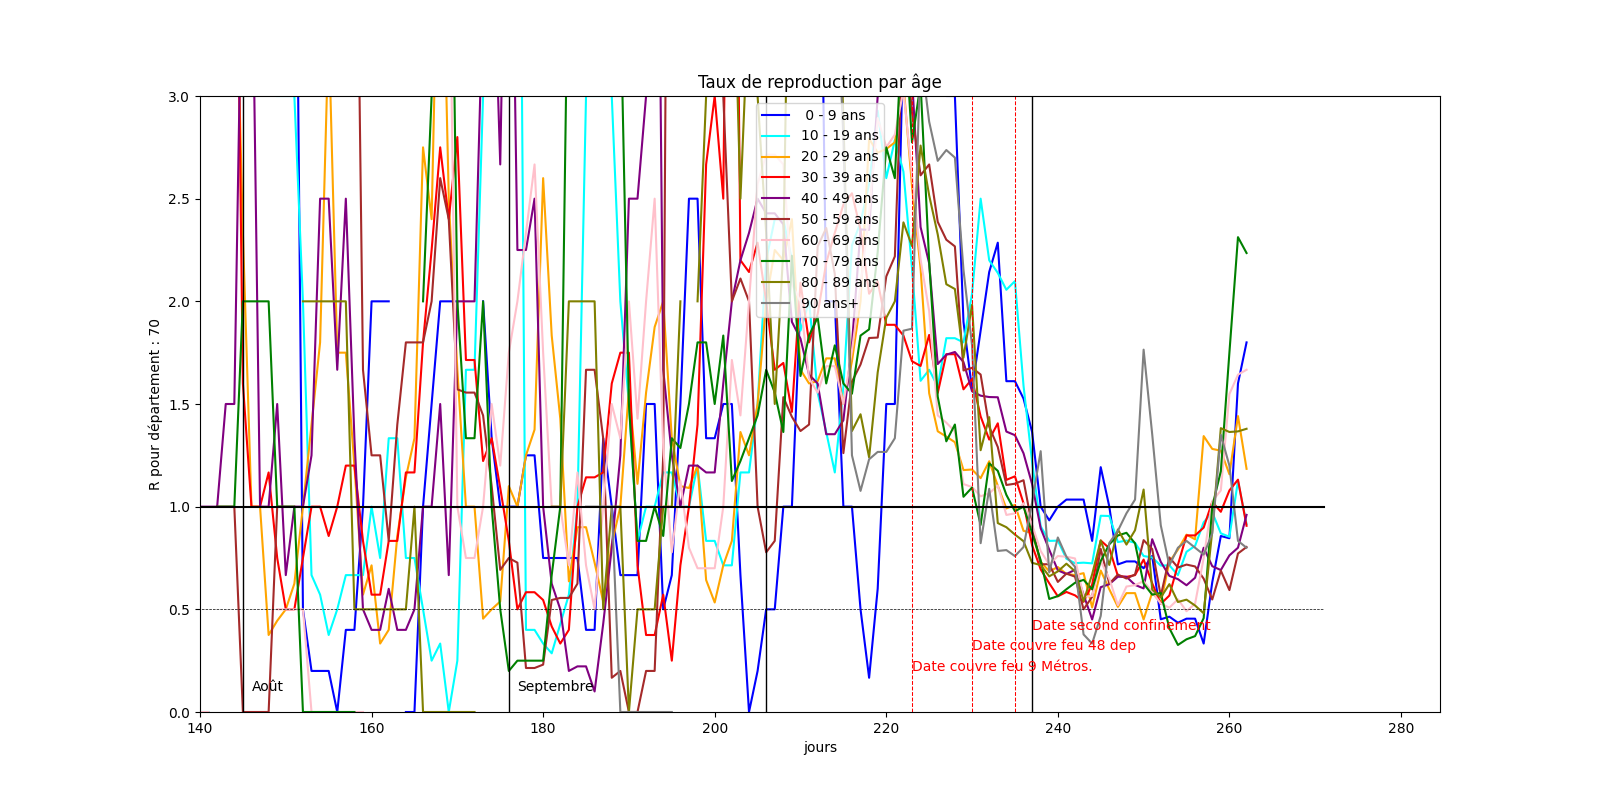 Taux de reproduction par âge
3.0
2.5
2.0
1.5
1.0
0.5
0.0
R pour département : 70
0 - 9 ans
10 - 19 ans
20 - 29 ans
30 - 39 ans
40 - 49 ans
50 - 59 ans
60 - 69 ans
70 - 79 ans
80 - 89 ans
90 ans+
Date second confinement
Date couvre feu 48 dep
Date couvre feu 9 Métros.
Août
Septembre
140
160
180
200
220
240
260
280
jours